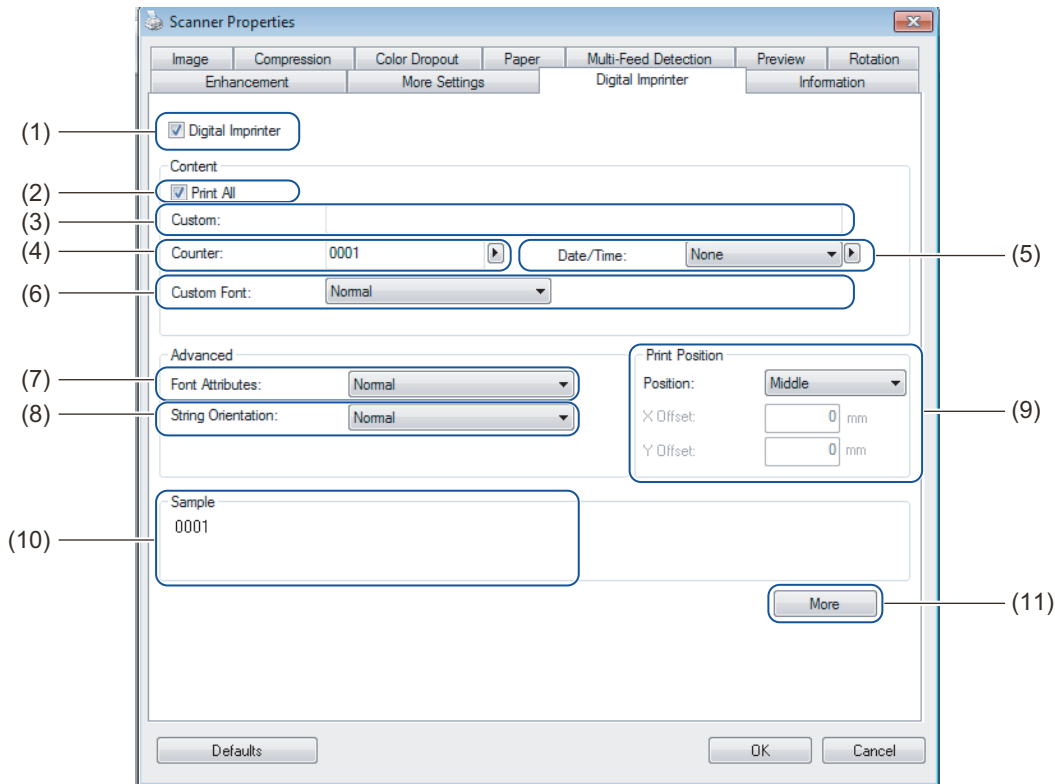 Scanner Properties
Image Compression Color Dropout Paper Multi-Feed Detection Preview Rotation
Enhancement More Settings Digital Imprinter Information
(1) Digital Imprinter
Content
(2) Print All
(3) Custom:
(4) Counter: 0001 Date/Time: None (5)
(6) Custom Font: Normal
Advanced Print Position
(7) Font Attributes: Normal Position: Middle
(8) String Orientation: Normal X Offset: 0 mm (9)
Y Offset: 0 mm
Sample
0001
(10)
More (11)
Defaults OK Cancel